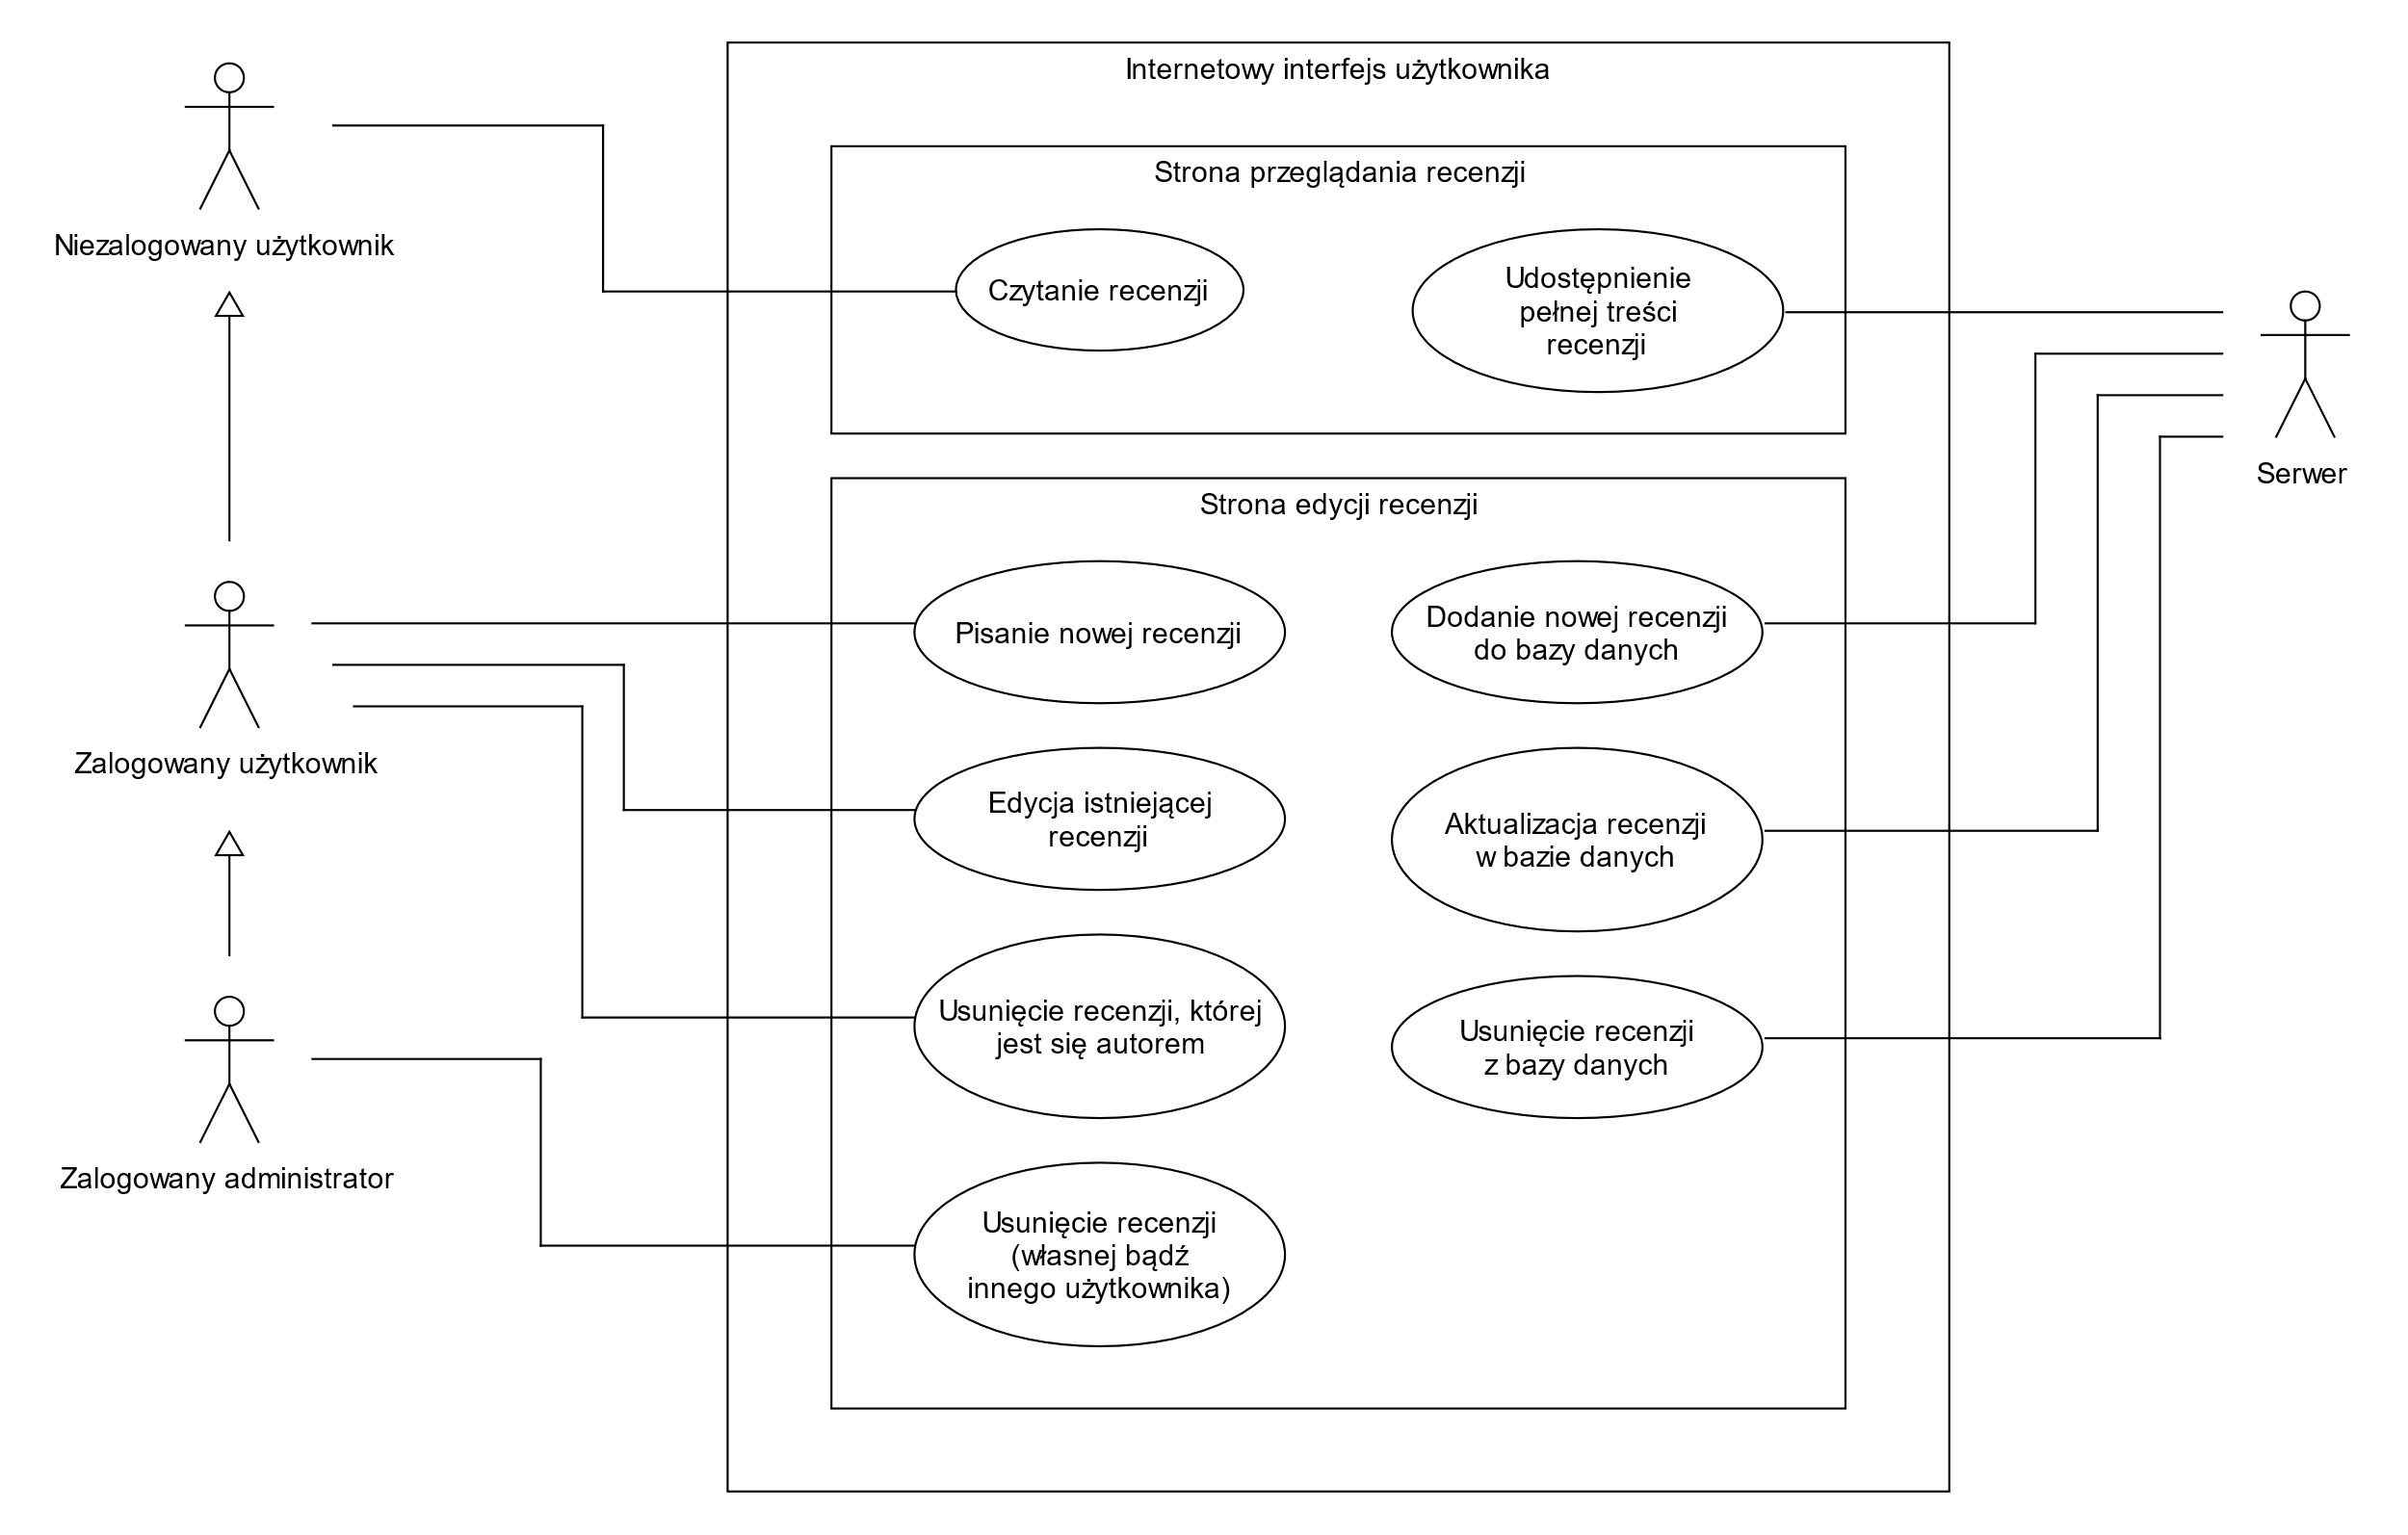 Internetowy interfejs użytkownika
Strona przeglądania recenzji
Niezalogowany użytkownik
Czytanie recenzji
Udostępnienie
pełnej treści
recenzji
Serwer
Strona edycji recenzji
Zalogowany użytkownik
Pisanie nowej recenzji
Dodanie nowej recenzji
do bazy danych
Edycja istniejącej
recenzji
Aktualizacja recenzji
w bazie danych
Usunięcie recenzji, której
jest się autorem
Usunięcie recenzji
z bazy danych
Zalogowany administrator
Usunięcie recenzji
(własnej bądź
innego użytkownika)